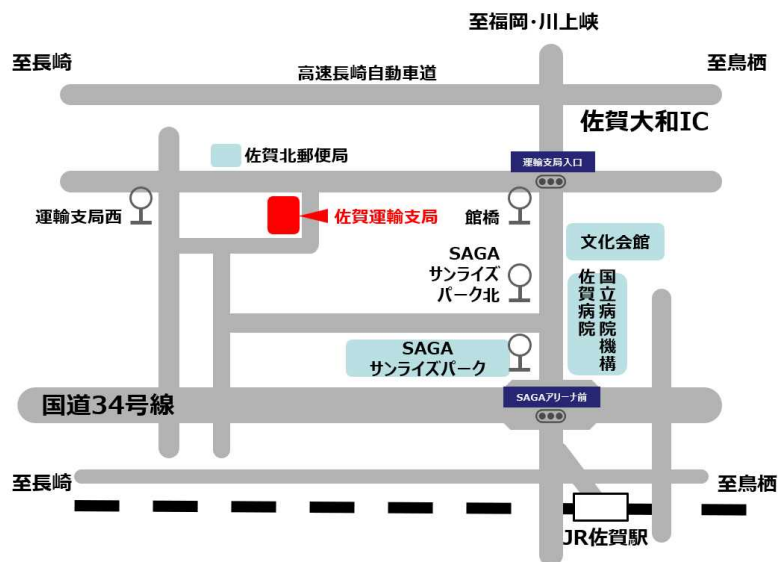 至福岡・川上峡
至長崎
高速長崎自動車道
至鳥栖
佐賀大和IC
佐賀北郵便局
運輸支局入口
運輸支局西
佐賀運輸支局
館橋
文化会館
SAGA
サンライズ
パーク北
国立病院機構
佐賀病院
SAGA
サンライズパーク
国道34号線
SAGAアリーナ前
至長崎
至鳥栖
JR佐賀駅